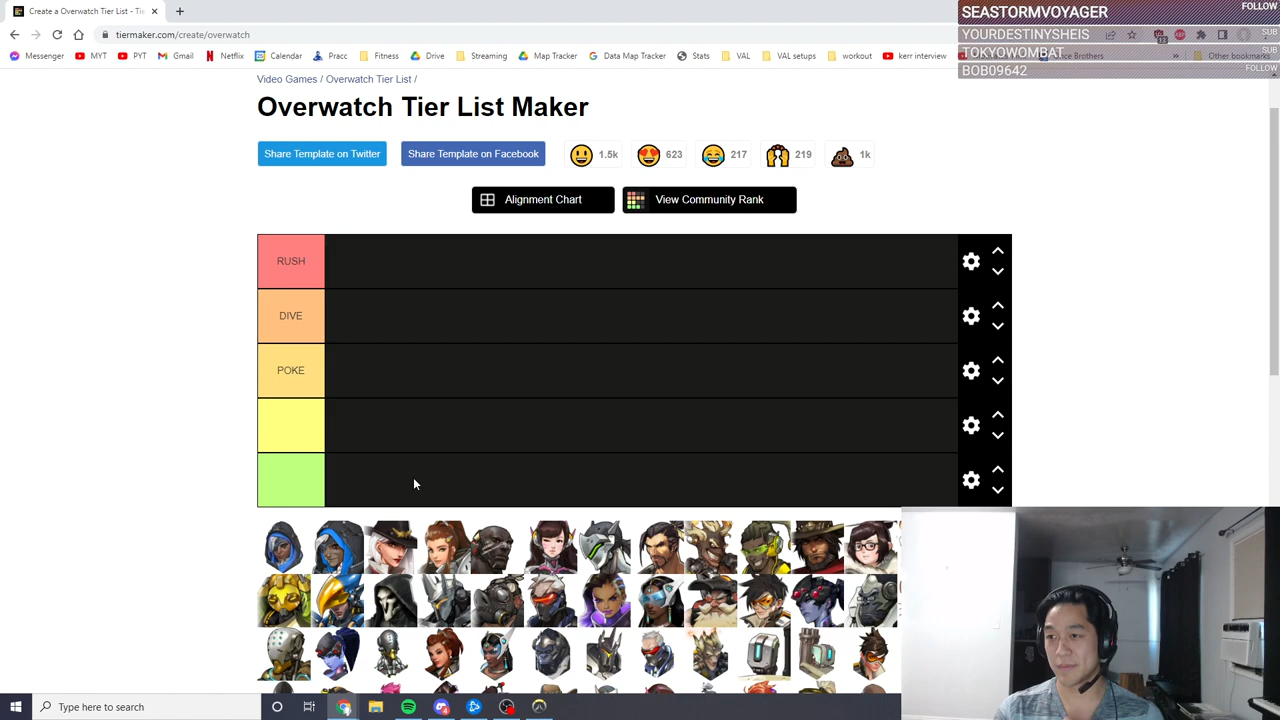 Create a Overwatch Tier List - Tie
SEASTORMVOYAGER FOLLOW
tiermaker.com/create/overwatch
YOURDESTINYSHEIS SUB
TOKYOWOMBAT SUB
BOB09642 FOLLOW
Messenger MYT PYT Gmail Netflix Calendar Pracc Fitness Drive Streaming Map Tracker Data Map Tracker Stats VAL VAL setups workout kerr interview Other bookmarks
Video Games / Overwatch Tier List /
Overwatch Tier List Maker
Share Template on Twitter Share Template on Facebook 1.5k 623 217 219 1k
Alignment Chart View Community Rank
RUSH
DIVE
POKE
Type here to search